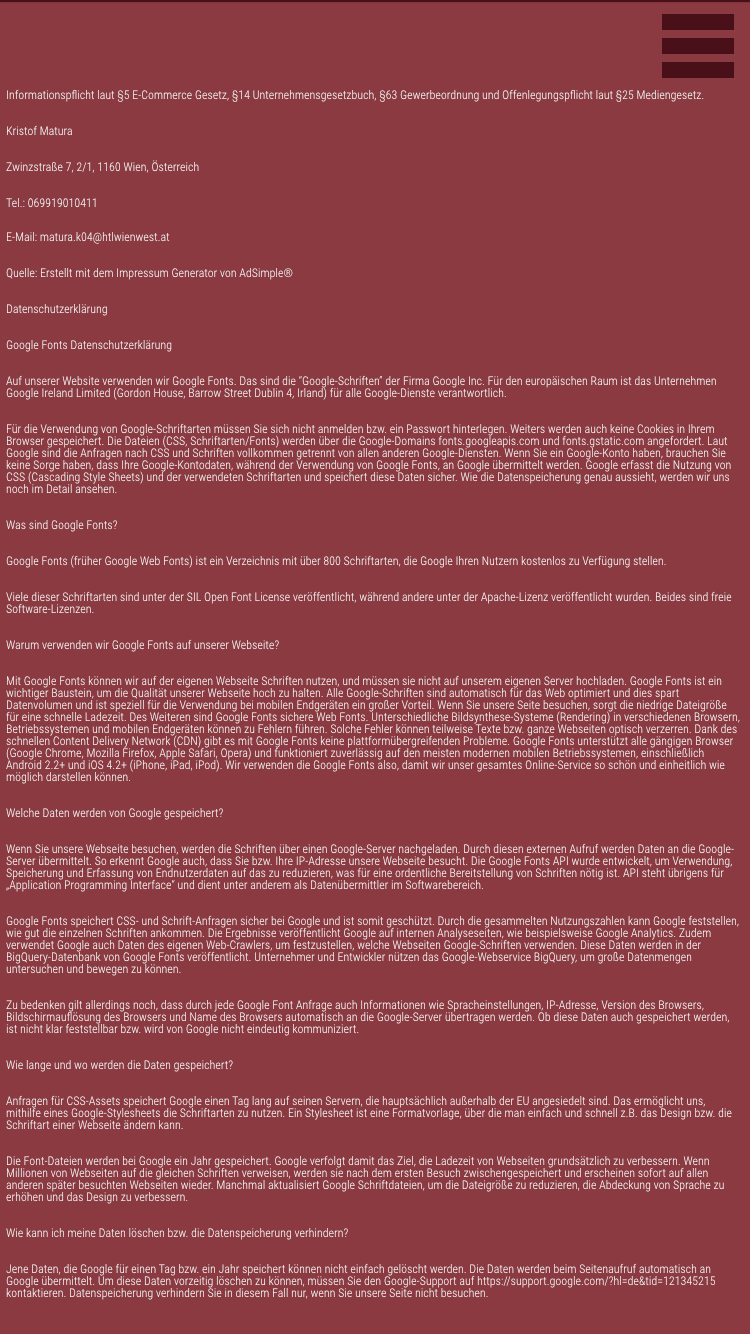 Informationspflicht laut §5 E-Commerce Gesetz, §14 Unternehmensgesetzbuch, §63 Gewerbeordnung und Offenlegungspflicht laut §25 Mediengesetz.
Kristof Matura
Zwinzstraße 7, 2/1, 1160 Wien, Österreich
Tel.: 069919010411
E-Mail: matura.k04@htlwienwest.at
Quelle: Erstellt mit dem Impressum Generator von AdSimple®
Datenschutzerklärung
Google Fonts Datenschutzerklärung
Auf unserer Website verwenden wir Google Fonts. Das sind die “Google-Schriften” der Firma Google Inc. Für den europäischen Raum ist das Unternehmen
Google Ireland Limited (Gordon House, Barrow Street Dublin 4, Irland) für alle Google-Dienste verantwortlich.
Für die Verwendung von Google-Schriftarten müssen Sie sich nicht anmelden bzw. ein Passwort hinterlegen. Weiters werden auch keine Cookies in Ihrem
Browser gespeichert. Die Dateien (CSS, Schriftarten/Fonts) werden über die Google-Domains fonts.googleapis.com und fonts.gstatic.com angefordert. Laut
Google sind die Anfragen nach CSS und Schriften vollkommen getrennt von allen anderen Google-Diensten. Wenn Sie ein Google-Konto haben, brauchen Sie
keine Sorge haben, dass Ihre Google-Kontodaten, während der Verwendung von Google Fonts, an Google übermittelt werden. Google erfasst die Nutzung von
CSS (Cascading Style Sheets) und der verwendeten Schriftarten und speichert diese Daten sicher. Wie die Datenspeicherung genau aussieht, werden wir uns
noch im Detail ansehen.
Was sind Google Fonts?
Google Fonts (früher Google Web Fonts) ist ein Verzeichnis mit über 800 Schriftarten, die Google Ihren Nutzern kostenlos zu Verfügung stellen.
Viele dieser Schriftarten sind unter der SIL Open Font License veröffentlicht, während andere unter der Apache-Lizenz veröffentlicht wurden. Beides sind freie
Software-Lizenzen.
Warum verwenden wir Google Fonts auf unserer Webseite?
Mit Google Fonts können wir auf der eigenen Webseite Schriften nutzen, und müssen sie nicht auf unserem eigenen Server hochladen. Google Fonts ist ein
wichtiger Baustein, um die Qualität unserer Webseite hoch zu halten. Alle Google-Schriften sind automatisch für das Web optimiert und dies spart
Datenvolumen und ist speziell für die Verwendung bei mobilen Endgeräten ein großer Vorteil. Wenn Sie unsere Seite besuchen, sorgt die niedrige Dateigröße
für eine schnelle Ladezeit. Des Weiteren sind Google Fonts sichere Web Fonts. Unterschiedliche Bildsynthese-Systeme (Rendering) in verschiedenen Browsern,
Betriebssystemen und mobilen Endgeräten können zu Fehlern führen. Solche Fehler können teilweise Texte bzw. ganze Webseiten optisch verzerren. Dank des
schnellen Content Delivery Network (CDN) gibt es mit Google Fonts keine plattformübergreifenden Probleme. Google Fonts unterstützt alle gängigen Browser
(Google Chrome, Mozilla Firefox, Apple Safari, Opera) und funktioniert zuverlässig auf den meisten modernen mobilen Betriebssystemen, einschließlich
Android 2.2+ und iOS 4.2+ (iPhone, iPad, iPod). Wir verwenden die Google Fonts also, damit wir unser gesamtes Online-Service so schön und einheitlich wie
möglich darstellen können.
Welche Daten werden von Google gespeichert?
Wenn Sie unsere Webseite besuchen, werden die Schriften über einen Google-Server nachgeladen. Durch diesen externen Aufruf werden Daten an die Google-
Server übermittelt. So erkennt Google auch, dass Sie bzw. Ihre IP-Adresse unsere Webseite besucht. Die Google Fonts API wurde entwickelt, um Verwendung,
Speicherung und Erfassung von Endnutzerdaten auf das zu reduzieren, was für eine ordentliche Bereitstellung von Schriften nötig ist. API steht übrigens für
„Application Programming Interface“ und dient unter anderem als Datenübermittler im Softwarebereich.
Google Fonts speichert CSS- und Schrift-Anfragen sicher bei Google und ist somit geschützt. Durch die gesammelten Nutzungszahlen kann Google feststellen,
wie gut die einzelnen Schriften ankommen. Die Ergebnisse veröffentlicht Google auf internen Analyseseiten, wie beispielsweise Google Analytics. Zudem
verwendet Google auch Daten des eigenen Web-Crawlers, um festzustellen, welche Webseiten Google-Schriften verwenden. Diese Daten werden in der
BigQuery-Datenbank von Google Fonts veröffentlicht. Unternehmer und Entwickler nützen das Google-Webservice BigQuery, um große Datenmengen
untersuchen und bewegen zu können.
Zu bedenken gilt allerdings noch, dass durch jede Google Font Anfrage auch Informationen wie Spracheinstellungen, IP-Adresse, Version des Browsers,
Bildschirmauflösung des Browsers und Name des Browsers automatisch an die Google-Server übertragen werden. Ob diese Daten auch gespeichert werden,
ist nicht klar feststellbar bzw. wird von Google nicht eindeutig kommuniziert.
Wie lange und wo werden die Daten gespeichert?
Anfragen für CSS-Assets speichert Google einen Tag lang auf seinen Servern, die hauptsächlich außerhalb der EU angesiedelt sind. Das ermöglicht uns,
mithilfe eines Google-Stylesheets die Schriftarten zu nutzen. Ein Stylesheet ist eine Formatvorlage, über die man einfach und schnell z.B. das Design bzw. die
Schriftart einer Webseite ändern kann.
Die Font-Dateien werden bei Google ein Jahr gespeichert. Google verfolgt damit das Ziel, die Ladezeit von Webseiten grundsätzlich zu verbessern. Wenn
Millionen von Webseiten auf die gleichen Schriften verweisen, werden sie nach dem ersten Besuch zwischengespeichert und erscheinen sofort auf allen
anderen später besuchten Webseiten wieder. Manchmal aktualisiert Google Schriftdateien, um die Dateigröße zu reduzieren, die Abdeckung von Sprache zu
erhöhen und das Design zu verbessern.
Wie kann ich meine Daten löschen bzw. die Datenspeicherung verhindern?
Jene Daten, die Google für einen Tag bzw. ein Jahr speichert können nicht einfach gelöscht werden. Die Daten werden beim Seitenaufruf automatisch an
Google übermittelt. Um diese Daten vorzeitig löschen zu können, müssen Sie den Google-Support auf https://support.google.com/?hl=de&tid=121345215
kontaktieren. Datenspeicherung verhindern Sie in diesem Fall nur, wenn Sie unsere Seite nicht besuchen.